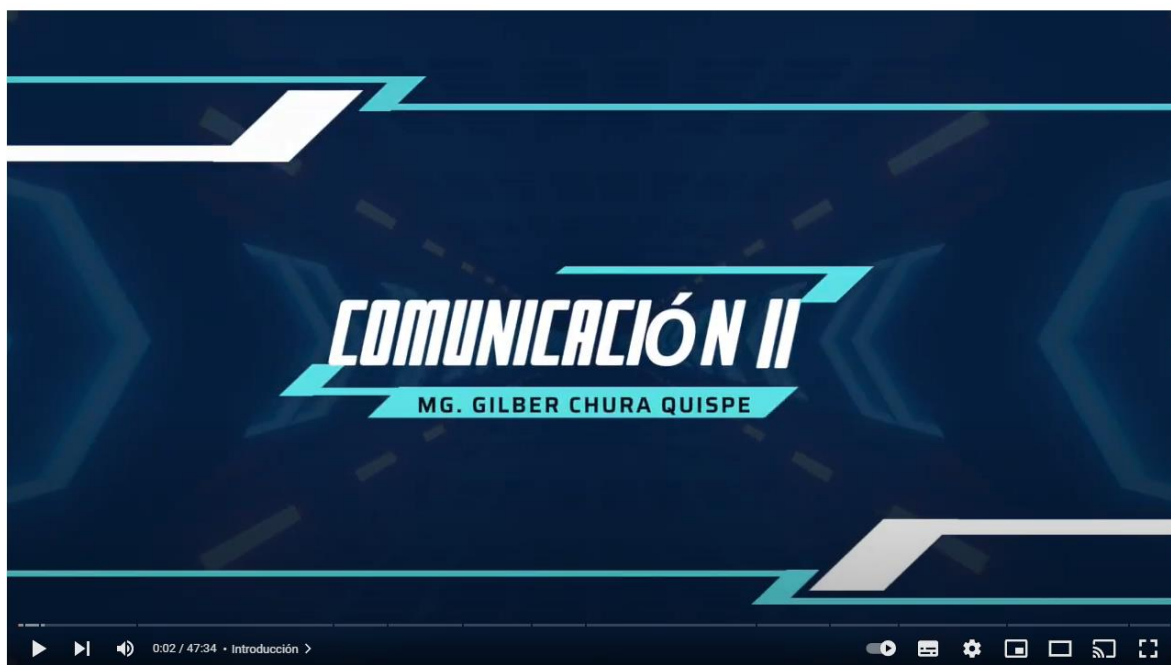 COMUNICACIÓN II
MG. GILBER CHURA QUISPE
0:02 / 47:34 • Introducción >